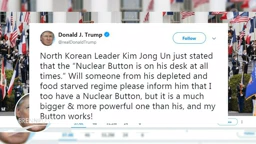 Donald J. Trump
@realDonaldTrump
Follow
North Korean Leader Kim Jong Un just stated
that the "Nuclear Button is on his desk at all
times." Will someone from his depleted and
food starved regime please inform him that I
too have a Nuclear Button, but it is a much
bigger & more powerful one than his, and my
Button works!